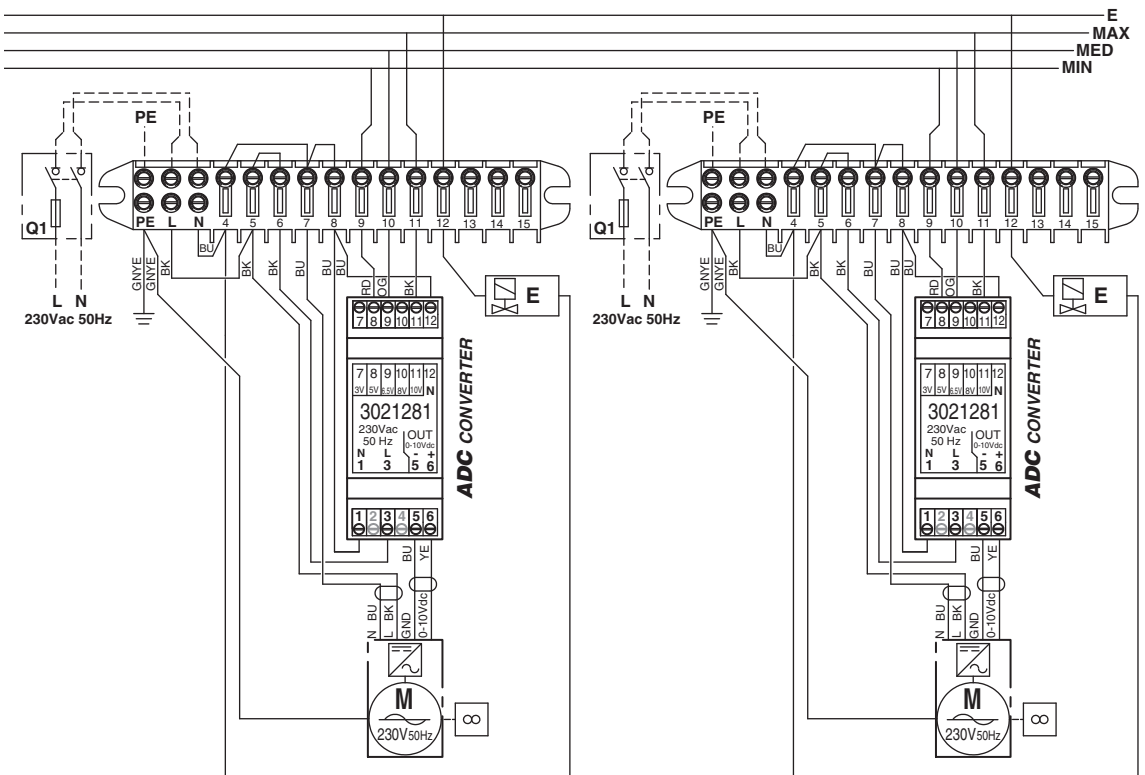 E
MAX
MED
MIN
PE
Q1
PE L N 4 5 6 7 8 9 10 11 12 13 14 15
BU
GNYE
GNYE
BK
BK
BK
BU
BU
BU
RD
OG
BK
E
L N
230Vac 50Hz
7 8 9 10 11 12
7 8 9 10 11 12
3V 5V 6.5V 8V 10V N
3021281
230Vac
50 Hz
OUT
0-10Vdc
N L - +
1 3 5 6
ADC CONVERTER
1 2 3 4 5 6
BU
YE
N BU
L BK
GND
0-10Vdc
M
230V50Hz
8
PE
Q1
PE L N 4 5 6 7 8 9 10 11 12 13 14 15
BU
GNYE
GNYE
BK
BK
BK
BU
BU
BU
RD
OG
BK
E
L N
230Vac 50Hz
7 8 9 10 11 12
7 8 9 10 11 12
3V 5V 6.5V 8V 10V N
3021281
230Vac
50 Hz
OUT
0-10Vdc
N L - +
1 3 5 6
ADC CONVERTER
1 2 3 4 5 6
BU
YE
N BU
L BK
GND
0-10Vdc
M
230V50Hz
8